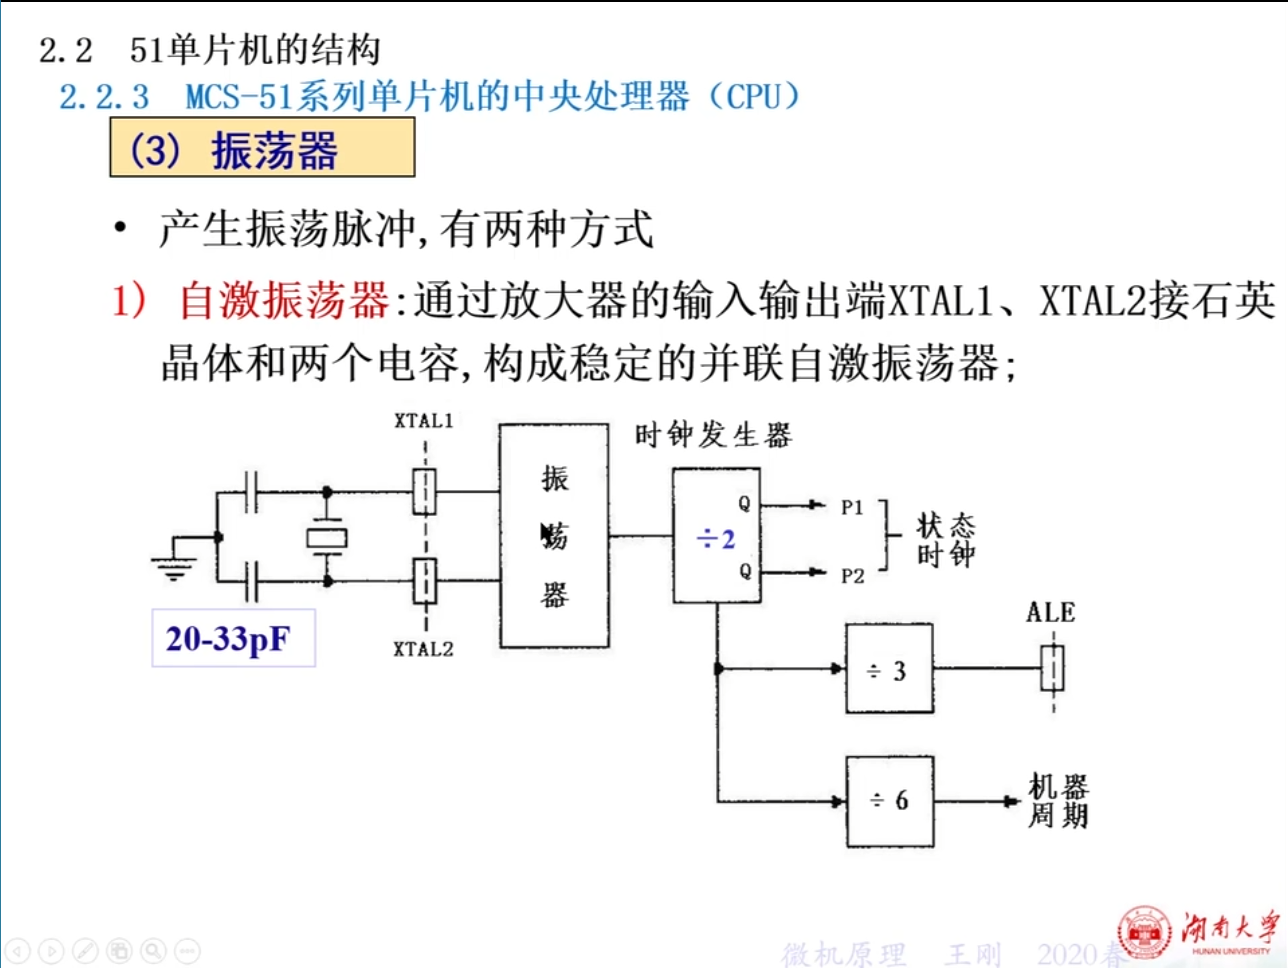 2.2 51单片机的结构
2.2.3 MCS-51系列单片机的中央处理器（CPU）
(3) 振荡器
• 产生振荡脉冲,有两种方式
1) 自激振荡器:通过放大器的输入输出端XTAL1、XTAL2接石英
晶体和两个电容,构成稳定的并联自激振荡器;
XTAL1
时钟发生器
振
荡
器
Q
P1
÷2
状态
时钟
Q
P2
20-33pF
XTAL2
ALE
÷ 3
÷ 6
机器
周期
湖南大学
HUNAN UNIVERSITY
微机原理 王刚 2020春